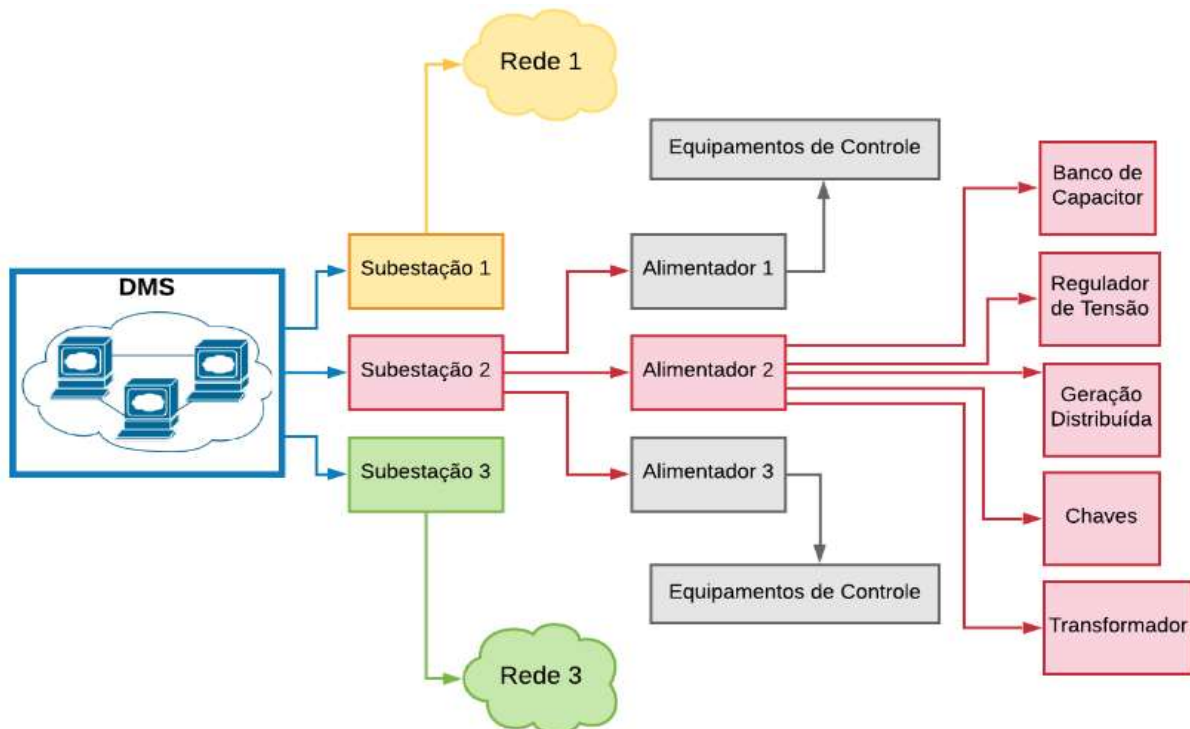 Rede 1
Equipamentos de Controle
Banco de
Capacitor
Subestação 1
Alimentador 1
DMS
Regulador
de Tensão
Subestação 2
Alimentador 2
Geração
Distribuída
Subestação 3
Alimentador 3
Chaves
Equipamentos de Controle
Transformador
Rede 3